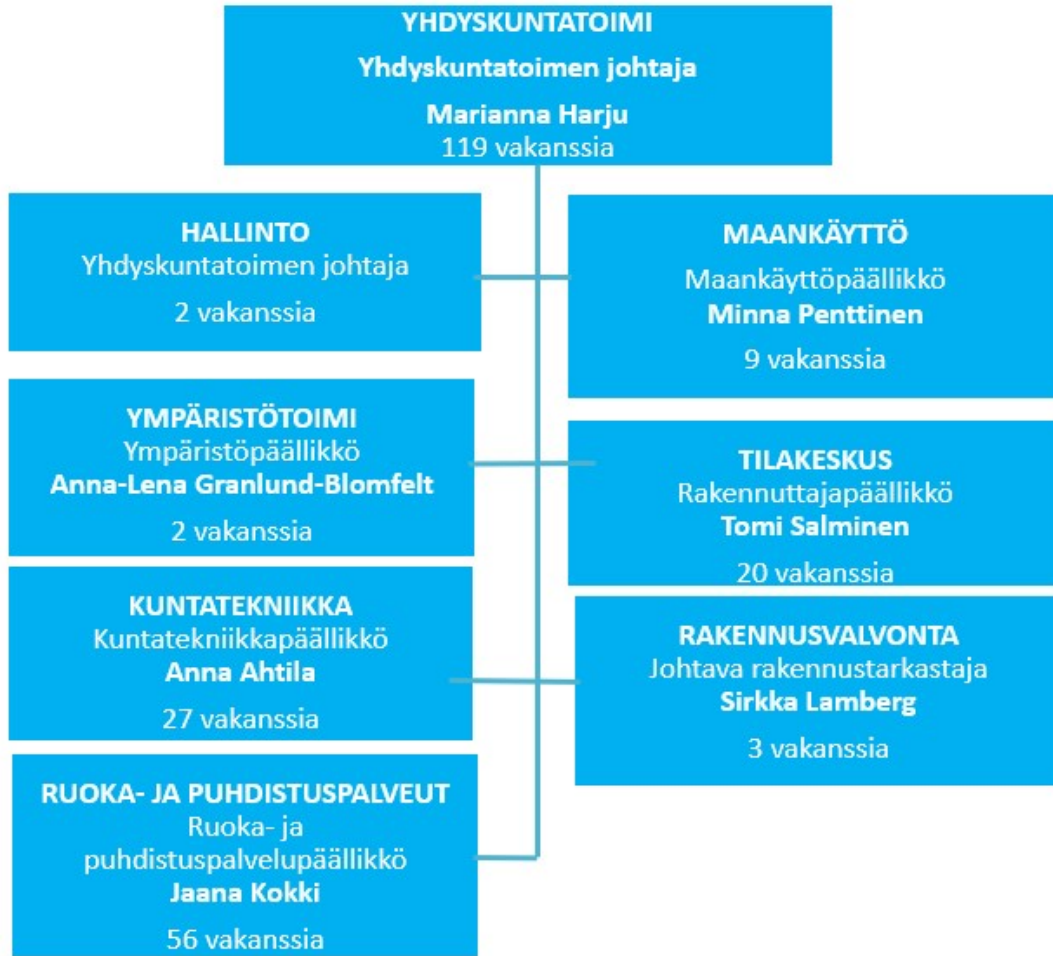 YHDYSKUNTATOIMI
Yhdyskuntatoimen johtaja
Marianna Harju
119 vakanssia
HALLINTO
Yhdyskuntatoimen johtaja
2 vakanssia
MAANKÄYTTÖ
Maankäyttöpäällikkö
Minna Penttinen
9 vakanssia
YMPÄRISTÖTOIMI
Ympäristöpäällikkö
Anna-Lena Granlund-Blomfelt
2 vakanssia
TILAKESKUS
Rakennuttajapäällikkö
Tomi Salminen
20 vakanssia
KUNTATEKNIIKKA
Kuntatekniikkapäällikkö
Anna Ahtila
27 vakanssia
RAKENNUSVALVONTA
Johtava rakennustarkastaja
Sirkka Lamberg
3 vakanssia
RUOKA- JA PUHDISTUSPALVEUT
Ruoka- ja
puhdistuspalvelupäällikkö
Jaana Kokki
56 vakanssia